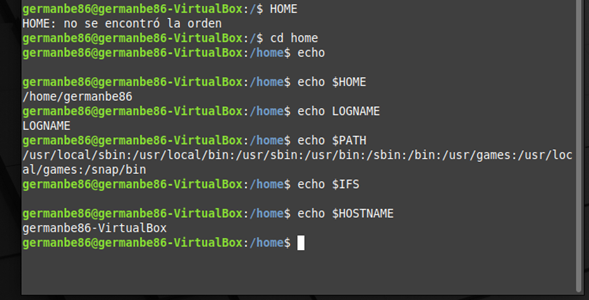 germanbe86@germanbe86-VirtualBox:/$ HOME
HOME: no se encontró la orden
germanbe86@germanbe86-VirtualBox:/$ cd home
germanbe86@germanbe86-VirtualBox:/home$ echo
germanbe86@germanbe86-VirtualBox:/home$ echo $HOME
/home/germanbe86
germanbe86@germanbe86-VirtualBox:/home$ echo LOGNAME
LOGNAME
germanbe86@germanbe86-VirtualBox:/home$ echo $PATH
/usr/local/sbin:/usr/local/bin:/usr/sbin:/usr/bin:/sbin:/bin:/usr/games:/usr/loc
al/games:/snap/bin
germanbe86@germanbe86-VirtualBox:/home$ echo $IFS
germanbe86@germanbe86-VirtualBox:/home$ echo $HOSTNAME
germanbe86-VirtualBox
germanbe86@germanbe86-VirtualBox:/home$